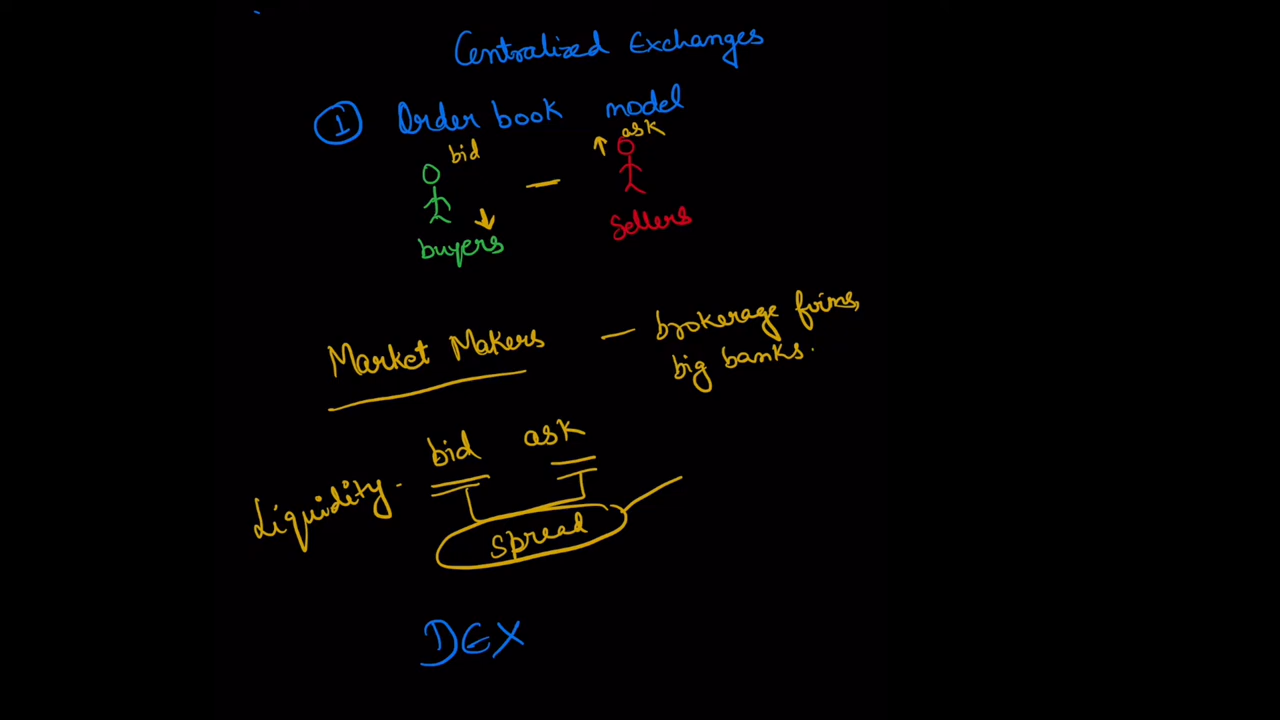 Centralized Exchanges
1 Order book model
bid ask
buyers sellers
Market Makers - brokerage firms,
big banks.
bid ask
Liquidity.
spread
DEX